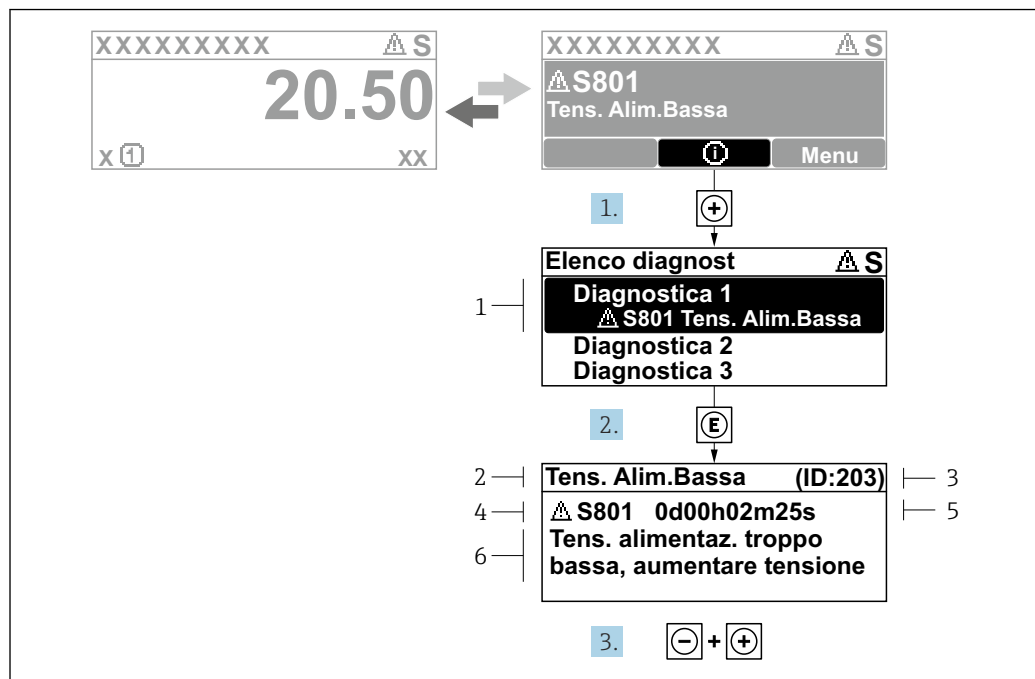 XXXXXXXXX ⚠ S
20.50
X ① XX
XXXXXXXXX ⚠ S
⚠ S801
Tens. Alim.Bassa
ⓘ Menu
1. +
Elenco diagnost ⚠ S
1
Diagnostica 1
⚠ S801 Tens. Alim.Bassa
Diagnostica 2
Diagnostica 3
2. E
2 Tens. Alim.Bassa (ID:203) 3
4 ⚠ S801 0d00h02m25s 5
6
Tens. alimentaz. troppo
bassa, aumentare tensione
3. - + +